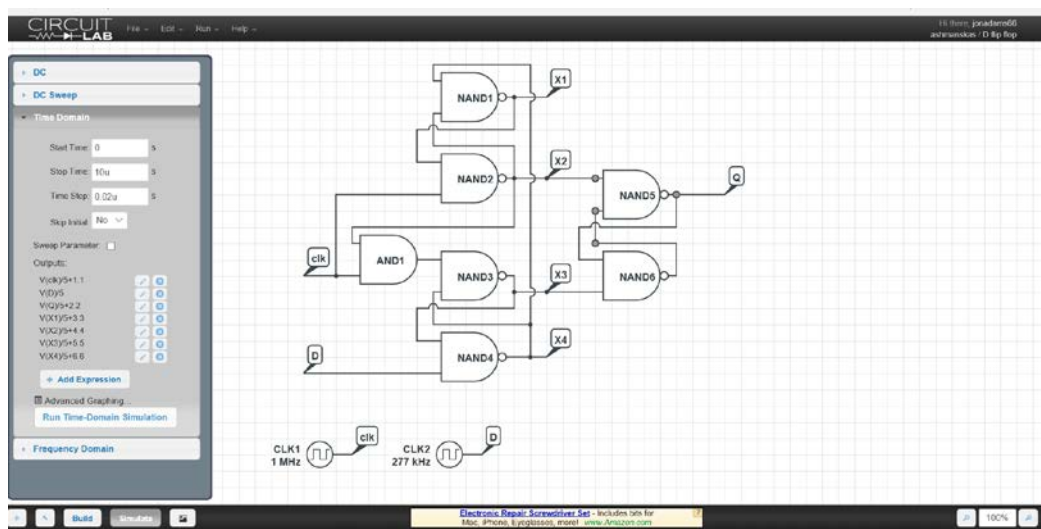 CIRCUIT LAB
File Edit Run Help
Hi there, jonadams66
ashmanskas / D flip flop
DC
DC Sweep
Time Domain
Start Time: 0 s
Stop Time: 10u s
Time Step: 0.02u s
Skip Initial: No
Sweep Parameter:
Outputs:
V(clk)/5+1.1
V(D)/5
V(Q)/5+2.2
V(X1)/5+3.3
V(X2)/5+4.4
V(X3)/5+5.5
V(X4)/5+6.6
+ Add Expression
Advanced Graphing...
Run Time-Domain Simulation
Frequency Domain
X1
NAND1
X2
NAND2
Q
NAND5
clk
AND1
NAND3
X3
NAND6
X4
D
NAND4
clk
D
CLK1
1 MHz
CLK2
277 kHz
Build
Simulate
Electronic Repair Screwdriver Set - Includes bits for
Mac, iPhone, Eyeglasses, more! www.Amazon.com
100%